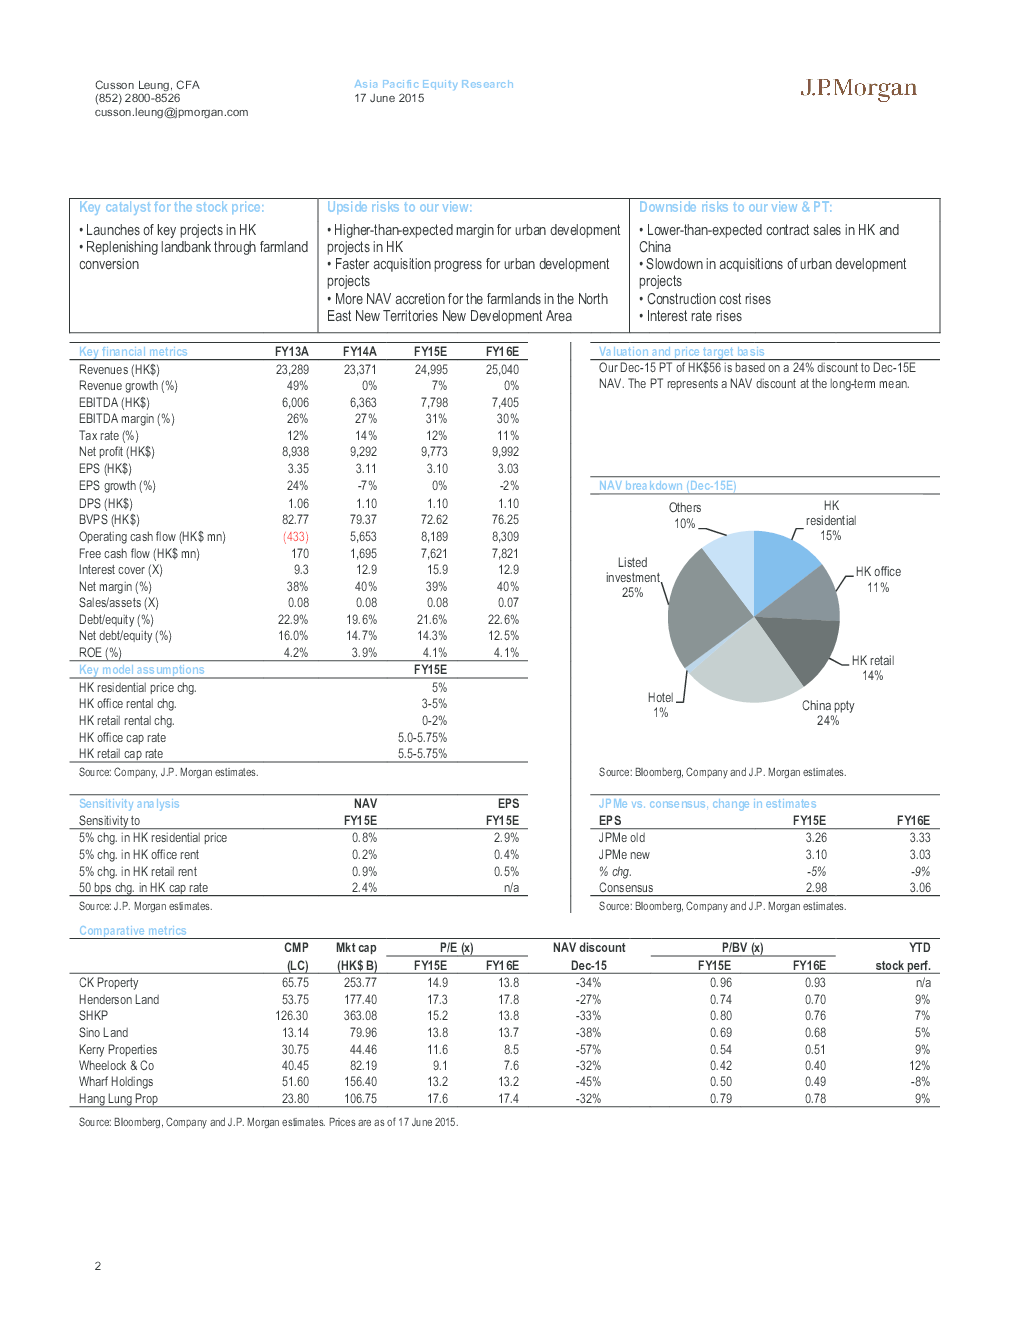 Cusson Leung, CFA
(852) 2800-8526
cusson.leung@jpmorgan.com
Asia Pacific Equity Research
17 June 2015
J.P.Morgan
Key catalyst for the stock price:
• Launches of key projects in HK
• Replenishing landbank through farmland
conversion
Upside risks to our view:
• Higher-than-expected margin for urban development
projects in HK
• Faster acquisition progress for urban development
projects
• More NAV accretion for the farmlands in the North
East New Territories New Development Area
Downside risks to our view & PT:
• Lower-than-expected contract sales in HK and
China
• Slowdown in acquisitions of urban development
projects
• Construction cost rises
• Interest rate rises
Key financial metrics FY13A FY14A FY15E FY16E
Revenues (HK$) 23,289 23,371 24,995 25,040
Revenue growth (%) 49% 0% 7% 0%
EBITDA (HK$) 6,006 6,363 7,798 7,405
EBITDA margin (%) 26% 27% 31% 30%
Tax rate (%) 12% 14% 12% 11%
Net profit (HK$) 8,938 9,292 9,773 9,992
EPS (HK$) 3.35 3.11 3.10 3.03
EPS growth (%) 24% -7% 0% -2%
DPS (HK$) 1.06 1.10 1.10 1.10
BVPS (HK$) 82.77 79.37 72.62 76.25
Operating cash flow (HK$ mn) (433) 5,653 8,189 8,309
Free cash flow (HK$ mn) 170 1,695 7,621 7,821
Interest cover (X) 9.3 12.9 15.9 12.9
Net margin (%) 38% 40% 39% 40%
Sales/assets (X) 0.08 0.08 0.08 0.07
Debt/equity (%) 22.9% 19.6% 21.6% 22.6%
Net debt/equity (%) 16.0% 14.7% 14.3% 12.5%
ROE (%) 4.2% 3.9% 4.1% 4.1%
Key model assumptions FY15E
HK residential price chg. 5%
HK office rental chg. 3-5%
HK retail rental chg. 0-2%
HK office cap rate 5.0-5.75%
HK retail cap rate 5.5-5.75%
Source: Company, J.P. Morgan estimates.
Valuation and price target basis
Our Dec-15 PT of HK$56 is based on a 24% discount to Dec-15E
NAV. The PT represents a NAV discount at the long-term mean.
NAV breakdown (Dec-15E)
Others
10%
HK
residential
15%
Listed
investment
25%
HK office
11%
HK retail
14%
Hotel
1%
China ppty
24%
Source: Bloomberg, Company and J.P. Morgan estimates.
Sensitivity analysis NAV EPS
Sensitivity to FY15E FY15E
5% chg. in HK residential price 0.8% 2.9%
5% chg. in HK office rent 0.2% 0.4%
5% chg. in HK retail rent 0.9% 0.5%
50 bps chg. in HK cap rate 2.4% n/a
Source: J.P. Morgan estimates.
JPMe vs. consensus, change in estimates
EPS FY15E FY16E
JPMe old 3.26 3.33
JPMe new 3.10 3.03
% chg. -5% -9%
Consensus 2.98 3.06
Source: Bloomberg, Company and J.P. Morgan estimates.
Comparative metrics
CMP Mkt cap P/E (x) NAV discount P/BV (x) YTD
(LC) (HK$ B) FY15E FY16E Dec-15 FY15E FY16E stock perf.
CK Property 65.75 253.77 14.9 13.8 -34% 0.96 0.93 n/a
Henderson Land 53.75 177.40 17.3 17.8 -27% 0.74 0.70 9%
SHKP 126.30 363.08 15.2 13.8 -33% 0.80 0.76 7%
Sino Land 13.14 79.96 13.8 13.7 -38% 0.69 0.68 5%
Kerry Properties 30.75 44.46 11.6 8.5 -57% 0.54 0.51 9%
Wheelock & Co 40.45 82.19 9.1 7.6 -32% 0.42 0.40 12%
Wharf Holdings 51.60 156.40 13.2 13.2 -45% 0.50 0.49 -8%
Hang Lung Prop 23.80 106.75 17.6 17.4 -32% 0.79 0.78 9%
Source: Bloomberg, Company and J.P. Morgan estimates. Prices are as of 17 June 2015.
2